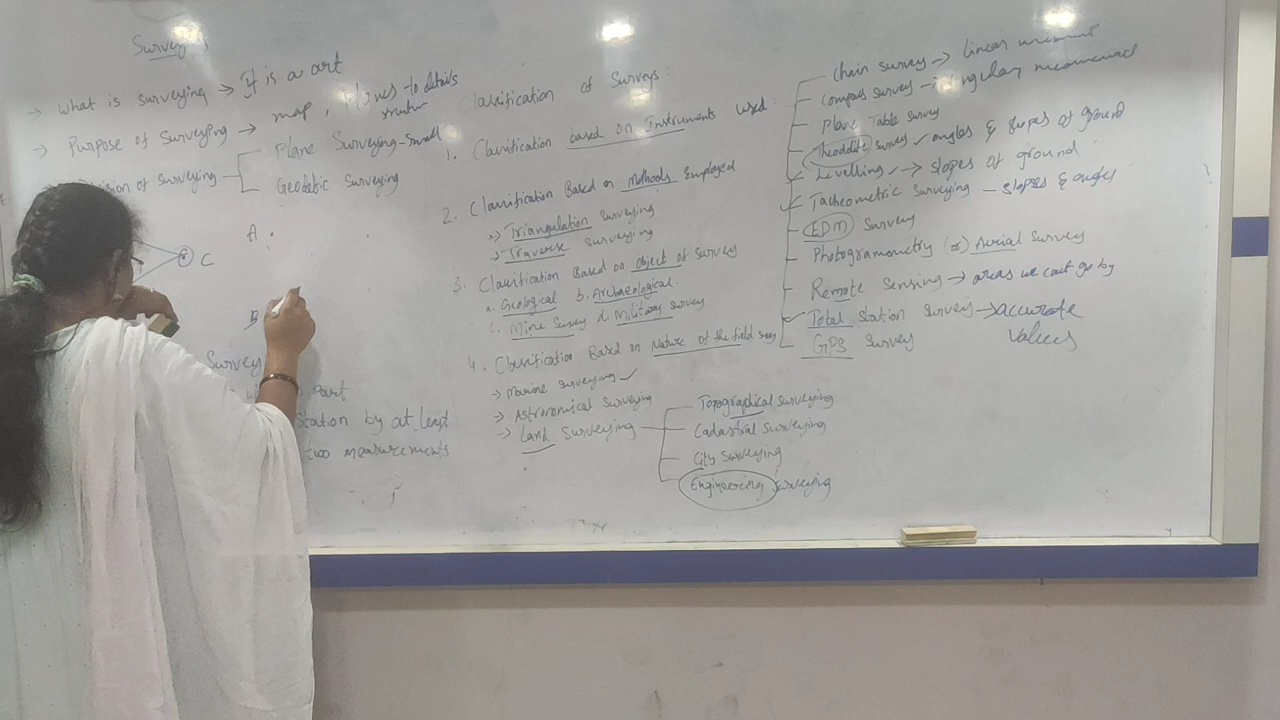 Surveying
→ What is surveying → It is a art
→ Purpose of Surveying → map, Planes - to details
Division of Surveying
Plane Surveying - Small
Geodetic Surveying
A
B
C
Survey
part
station by at least
two measurements
Classification of Surveys:
1. Classification based on Instruments used:
2. Classification Based on methods Employed
→ Triangulation Surveying
→ Traverse Surveying
3. Classification Based on object of Survey
a. Geological b. Archaeological.
c. Mine Survey d. Military Survey
4. Classification Based on Nature of the field Survey
→ Marine Surveying ✓
→ Astronomical Surveying
→ Land Surveying
Topographical Surveying
Cadastral Surveying
City Surveying
Engineering Surveying
Chain Survey → linear
Compass Survey - angular
Plane Table Survey
Theodolite Survey angles & slopes of ground
Levelling → slopes of ground
Tacheometric Surveying - slopes & angles
EDM Survey
Photogrammetry (or) Aerial Survey
Remote Sensing → areas we cant go by
Total Station Survey → accurate
Values
GPS Survey